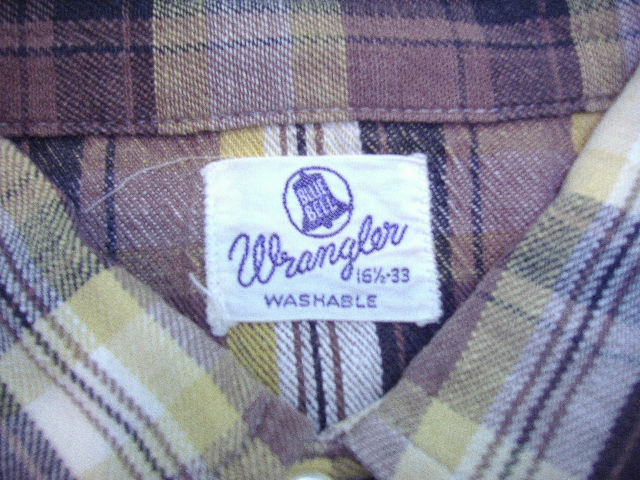 BLUE
BELL
Wrangler
16½-33
WASHABLE